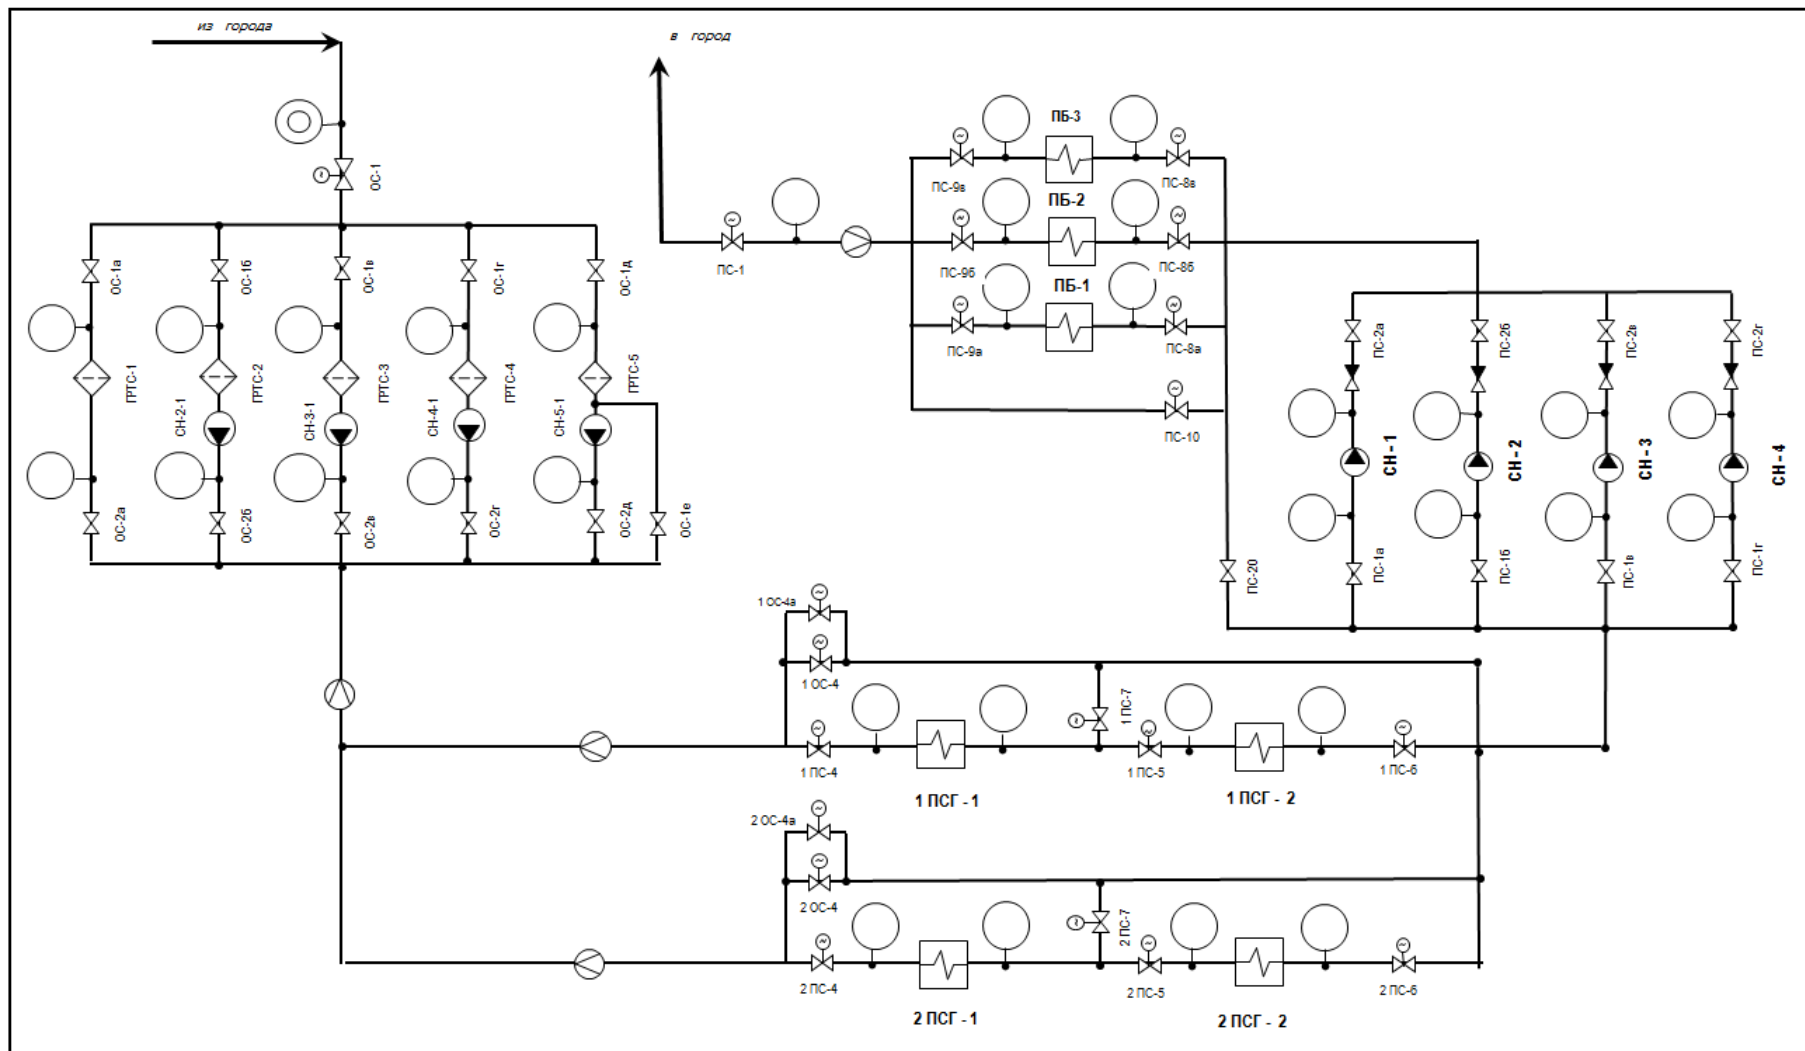 из города
в город
ПБ-3
ПС-9в
ПС-8в
ОС-1
ПБ-2
ПС-1
ПС-9б
ПС-8б
ПБ-1
ОС-1а
ОС-1б
ОС-1в
ОС-1г
ОС-1д
ПС-9а
ПС-8а
ПС-2а
ПС-2б
ПС-2в
ПС-2г
ГРТС-1
ГРТС-2
ГРТС-3
ГРТС-4
ГРТС-5
СН-2-1
СН-3-1
СН-4-1
СН-5-1
ПС-10
СН-1
СН-2
СН-3
СН-4
ОС-2а
ОС-2б
ОС-2в
ОС-2г
ОС-2д
ОС-1е
ПС-20
ПС-1а
ПС-1б
ПС-1в
ПС-1г
1 ОС-4а
1 ОС-4
1 ПС-7
1 ПС-4
1 ПС-5
1 ПС-6
1 ПСГ - 1
1 ПСГ - 2
2 ОС-4а
2 ОС-4
2 ПС-7
2 ПС-4
2 ПС-5
2 ПС-6
2 ПСГ - 1
2 ПСГ - 2